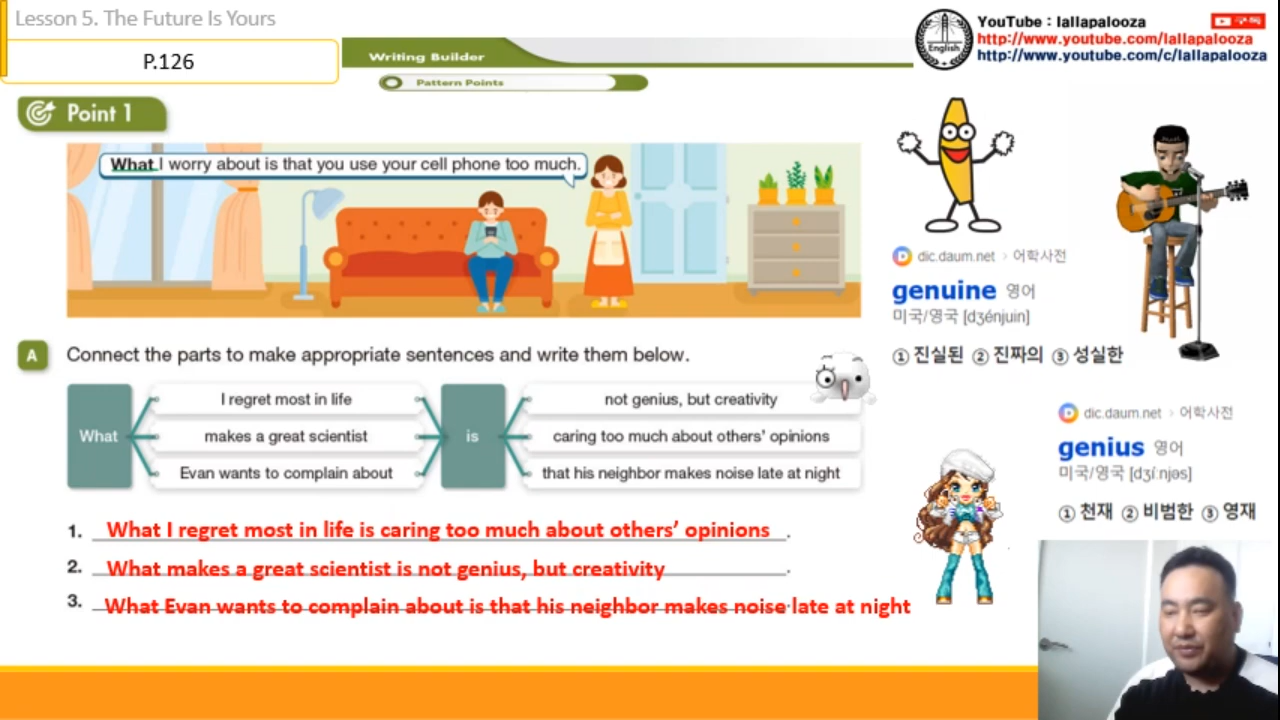 Lesson 5. The Future Is Yours
P.126
Writing Builder
Pattern Points
English
YouTube : lallapalooza
구독
http://www.youtube.com/lallapalooza
http://www.youtube.com/c/lallapalooza
Point 1
What I worry about is that you use your cell phone too much.
dic.daum.net › 어학사전
genuine 영어
미국/영국 [dʒénjuin]
① 진실된 ② 진짜의 ③ 성실한
A Connect the parts to make appropriate sentences and write them below.
What
I regret most in life
makes a great scientist
Evan wants to complain about
is
not genius, but creativity
caring too much about others' opinions
that his neighbor makes noise late at night
dic.daum.net › 어학사전
genius 영어
미국/영국 [dʒíːnjəs]
① 천재 ② 비범한 ③ 영재
1. What I regret most in life is caring too much about others' opinions .
2. What makes a great scientist is not genius, but creativity .
3. What Evan wants to complain about is that his neighbor makes noise late at night